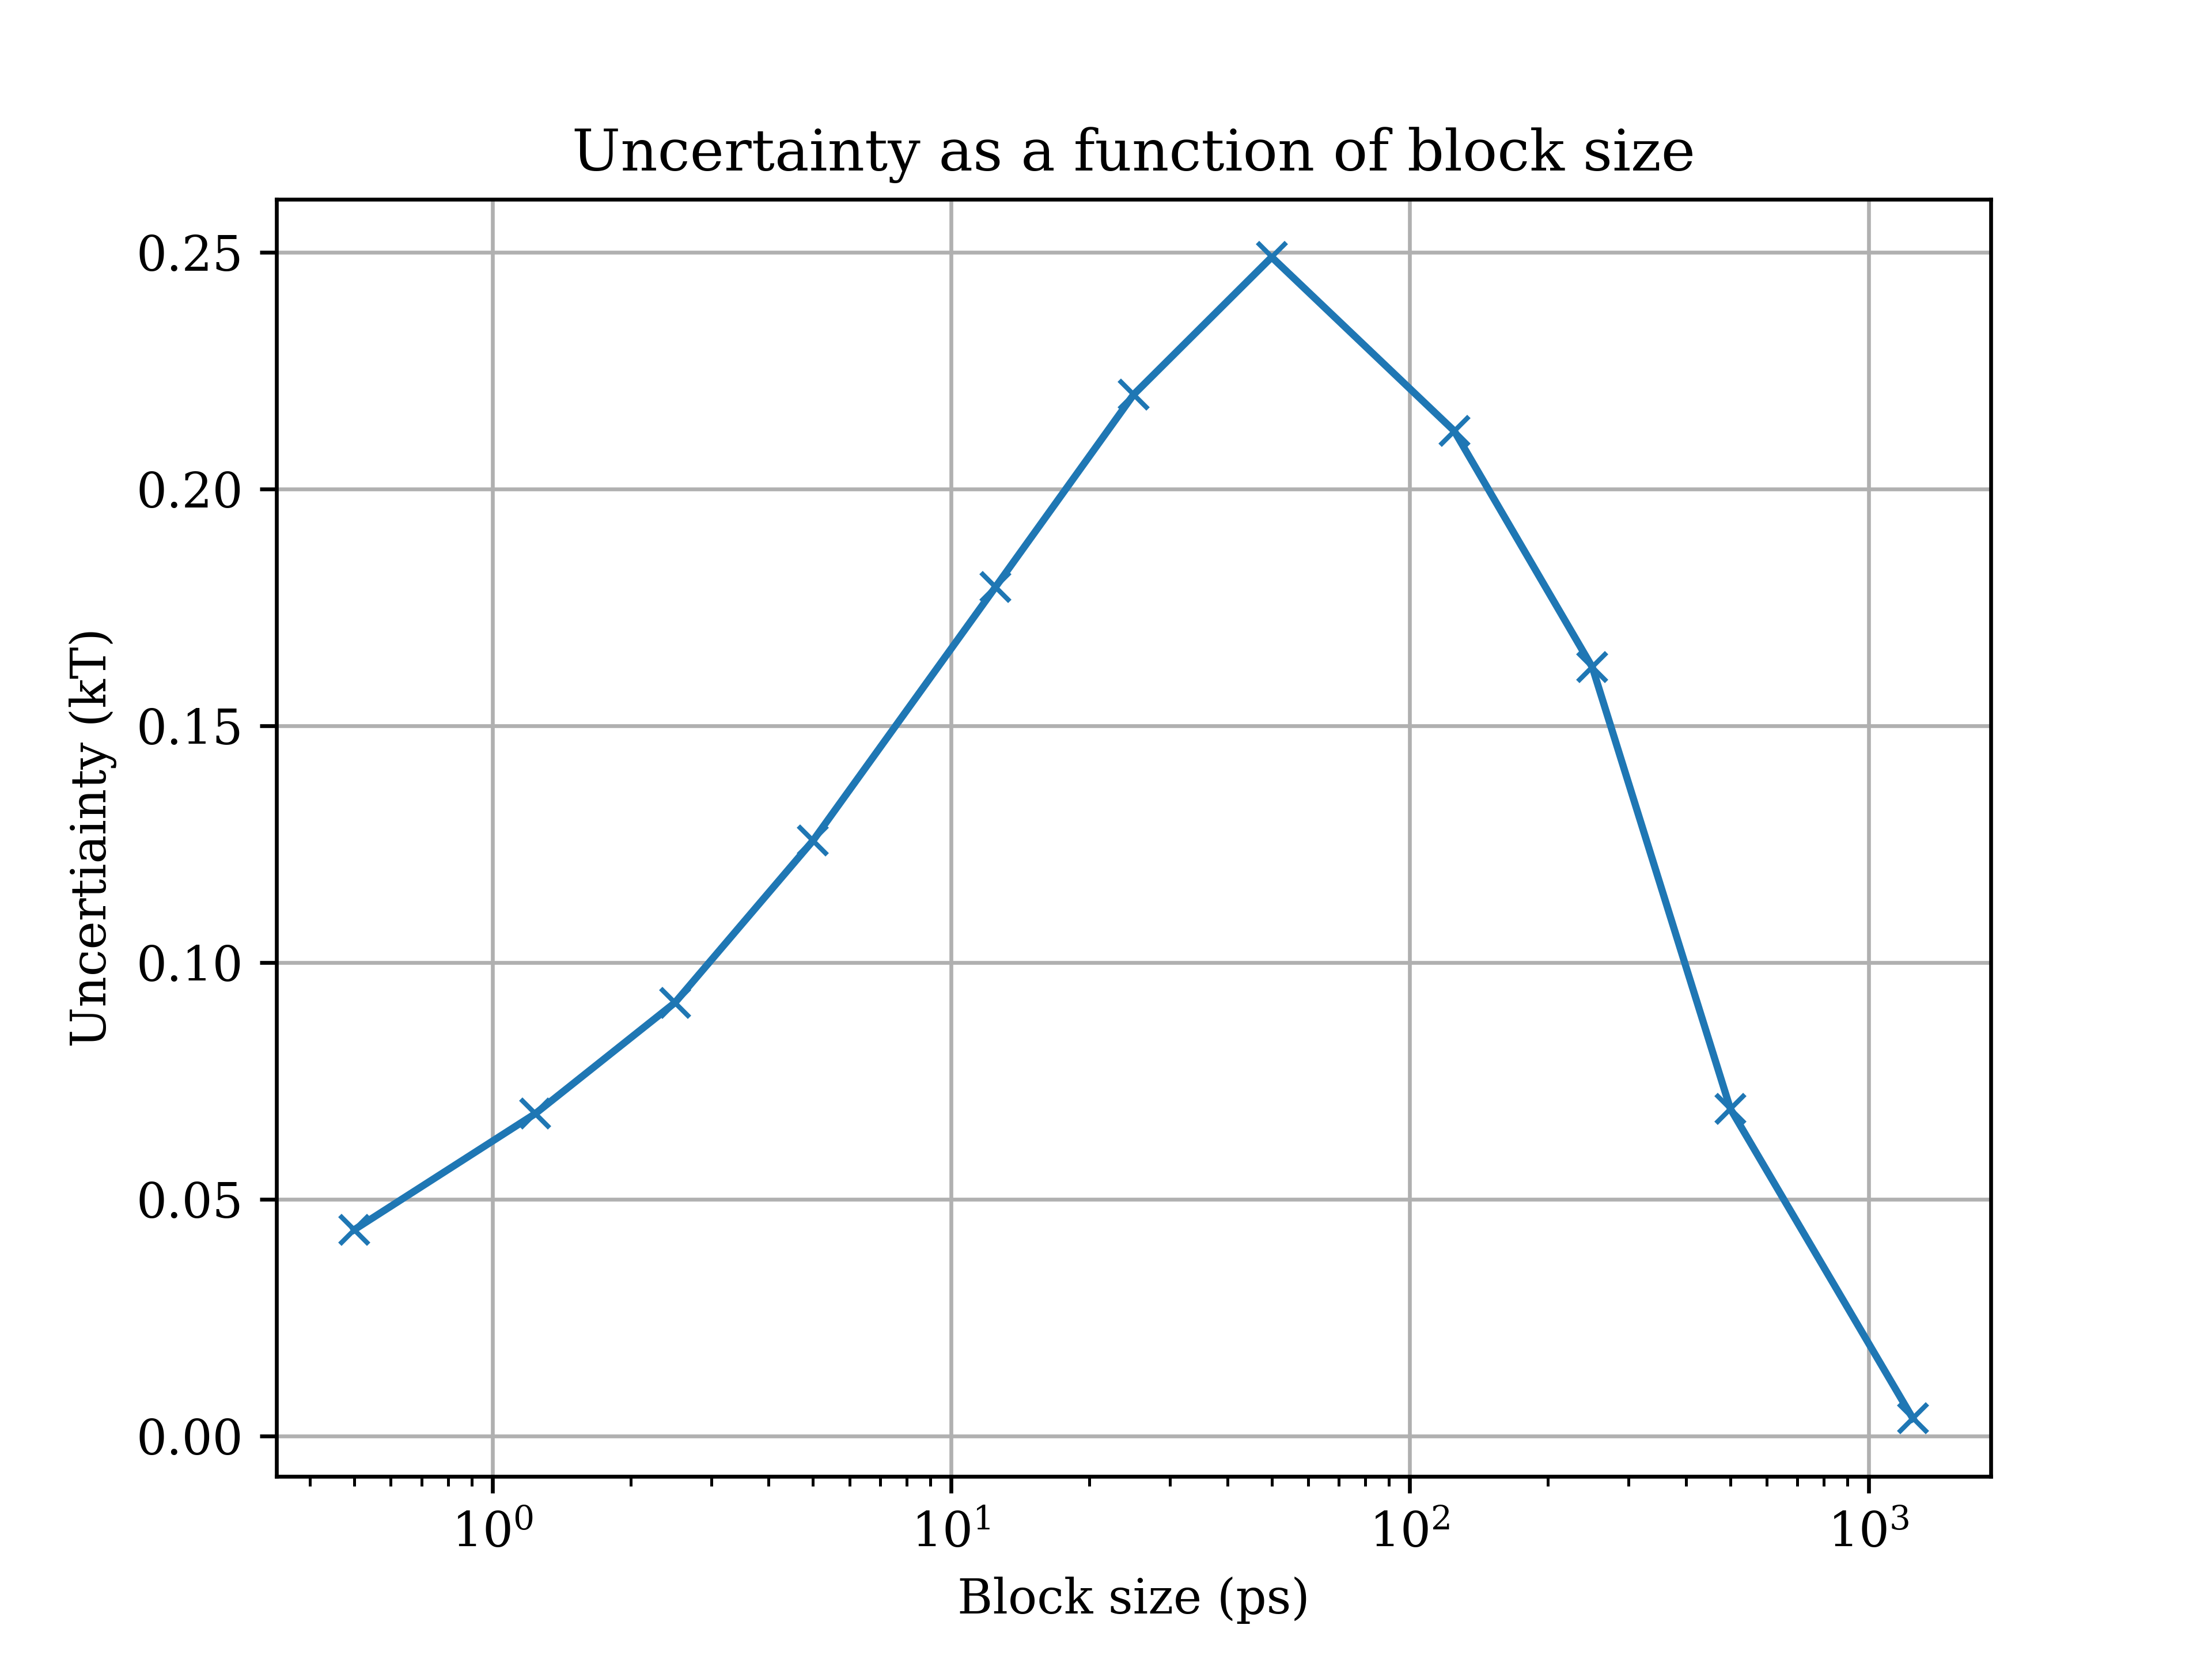 Uncertainty as a function of block size
0.25
0.20
0.15
0.10
0.05
0.00
Uncertiainty (kT)
10⁰ 10¹ 10² 10³
Block size (ps)